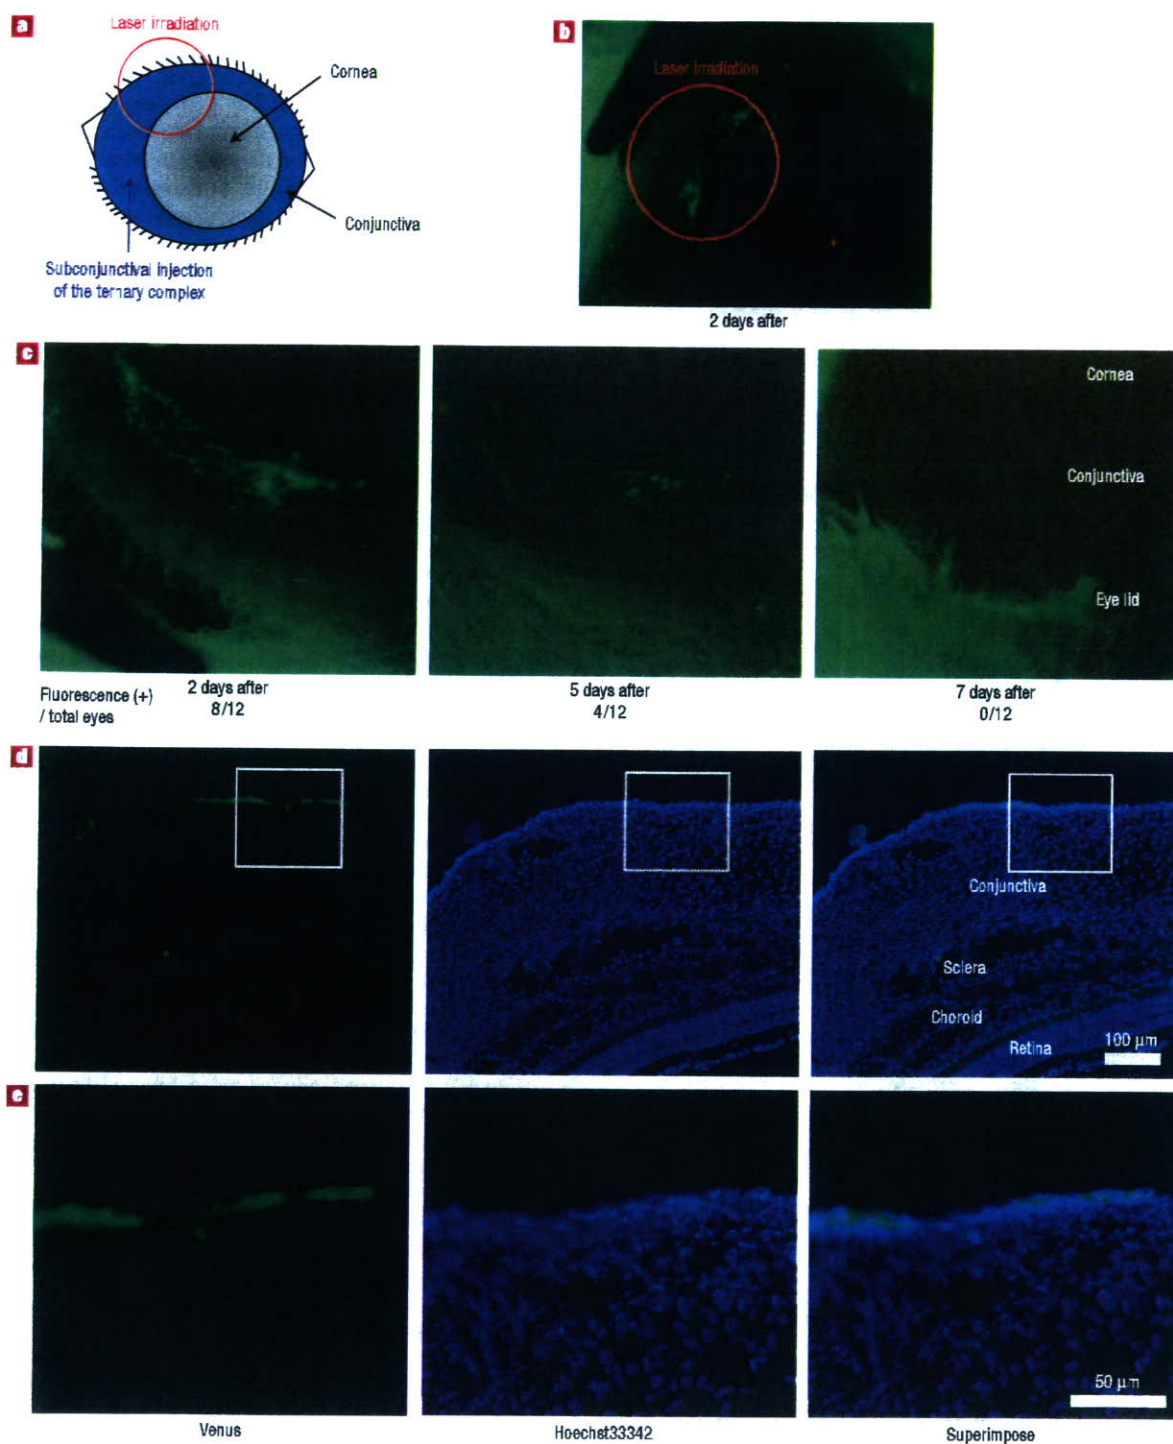 a
Laser irradiation
Cornea
Conjunctiva
Subconjunctival injection
of the ternary complex
b
Laser irradiation
2 days after
c
Cornea
Conjunctiva
Eye lid
Fluorescence (+)
/ total eyes
2 days after
8/12
5 days after
4/12
7 days after
0/12
d
Conjunctiva
Sclera
Choroid
Retina
100 μm
e
50 μm
Venus
Hoechst33342
Superimpose